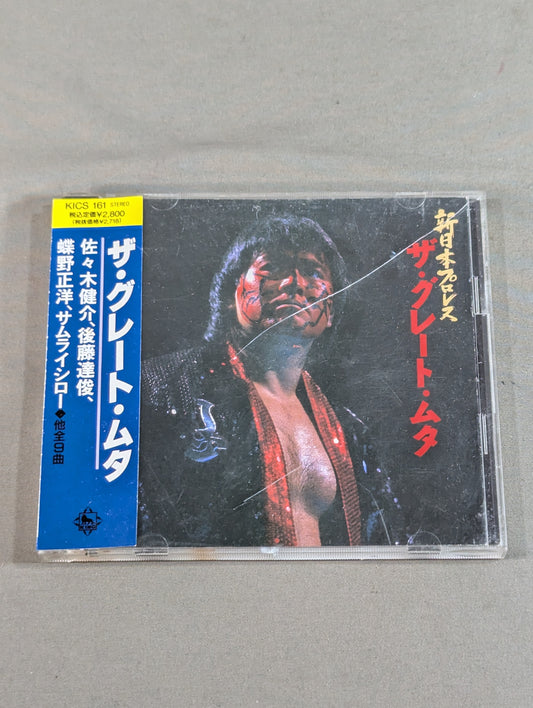 KICS 161 STEREO
税込定価¥2,800
(税抜価格¥2,718)
ザ・グレート・ムタ
佐々木健介、後藤達俊、
蝶野正洋、サムライシロー●他全9曲
新日本プロレス
ザ・グレート・ムタ